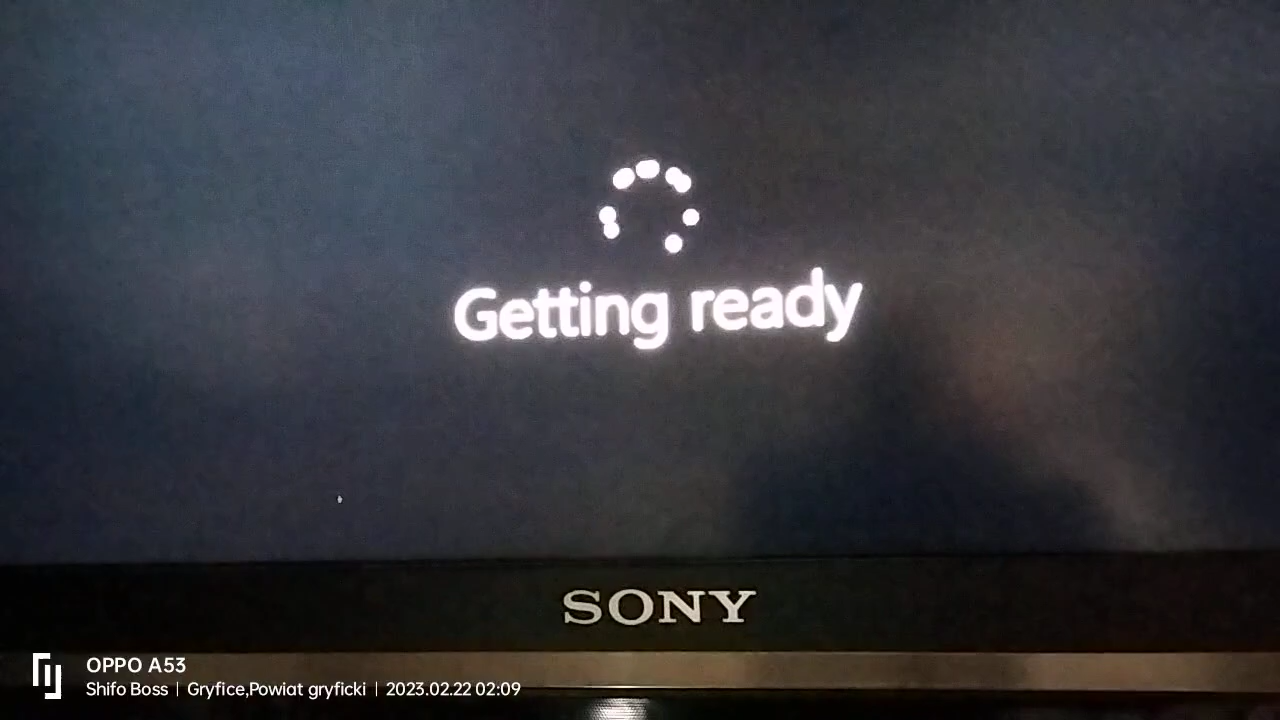 Getting ready
SONY
OPPO A53
Shifo Boss | Gryfice,Powiat gryficki | 2023.02.22 02:09